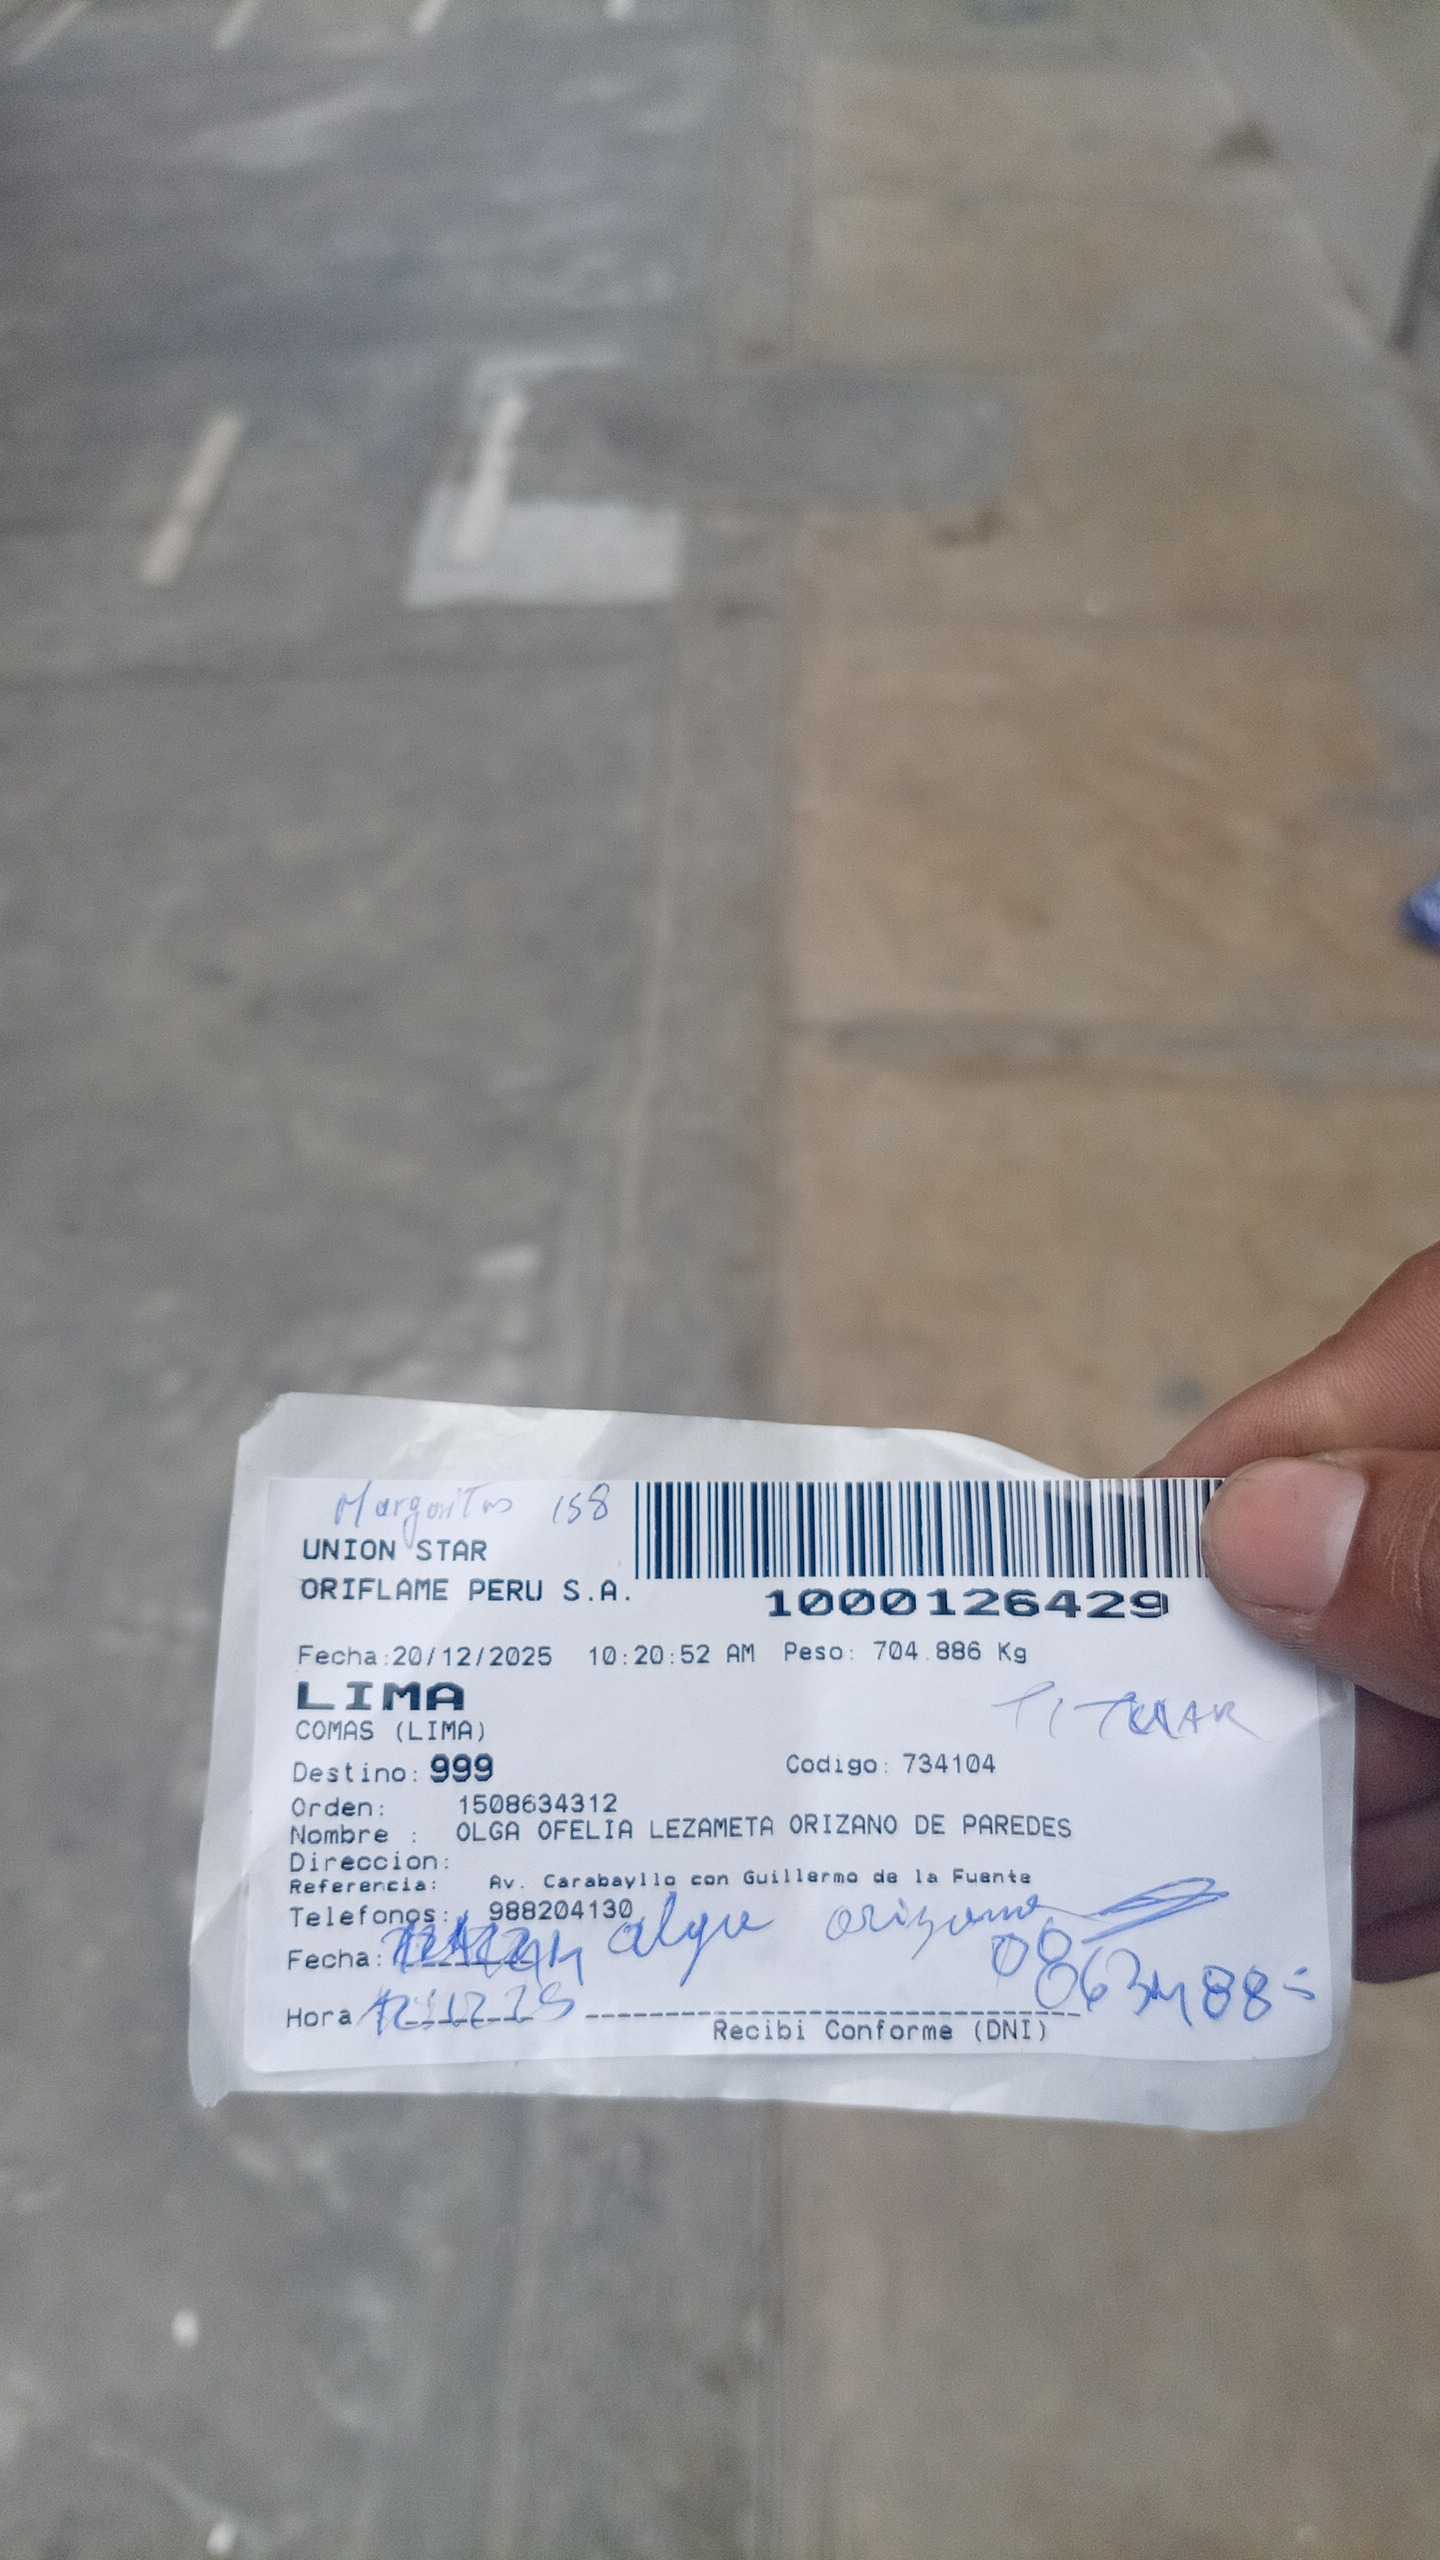 Margaritas 158
UNION STAR
ORIFLAME PERU S.A.
1000126429
Fecha:20/12/2025 10:20:52 AM Peso: 704.886 Kg
LIMA
COMAS (LIMA)
Destino: 999 Codigo: 734104
Orden: 1508634312
Nombre : OLGA OFELIA LEZAMETA ORIZANO DE PAREDES
Direccion:
Referencia: Av. Carabayllo con Guillermo de la Fuente
Telefonos: 988204130
olga orizano
Fecha:
Hora
Recibi Conforme (DNI)